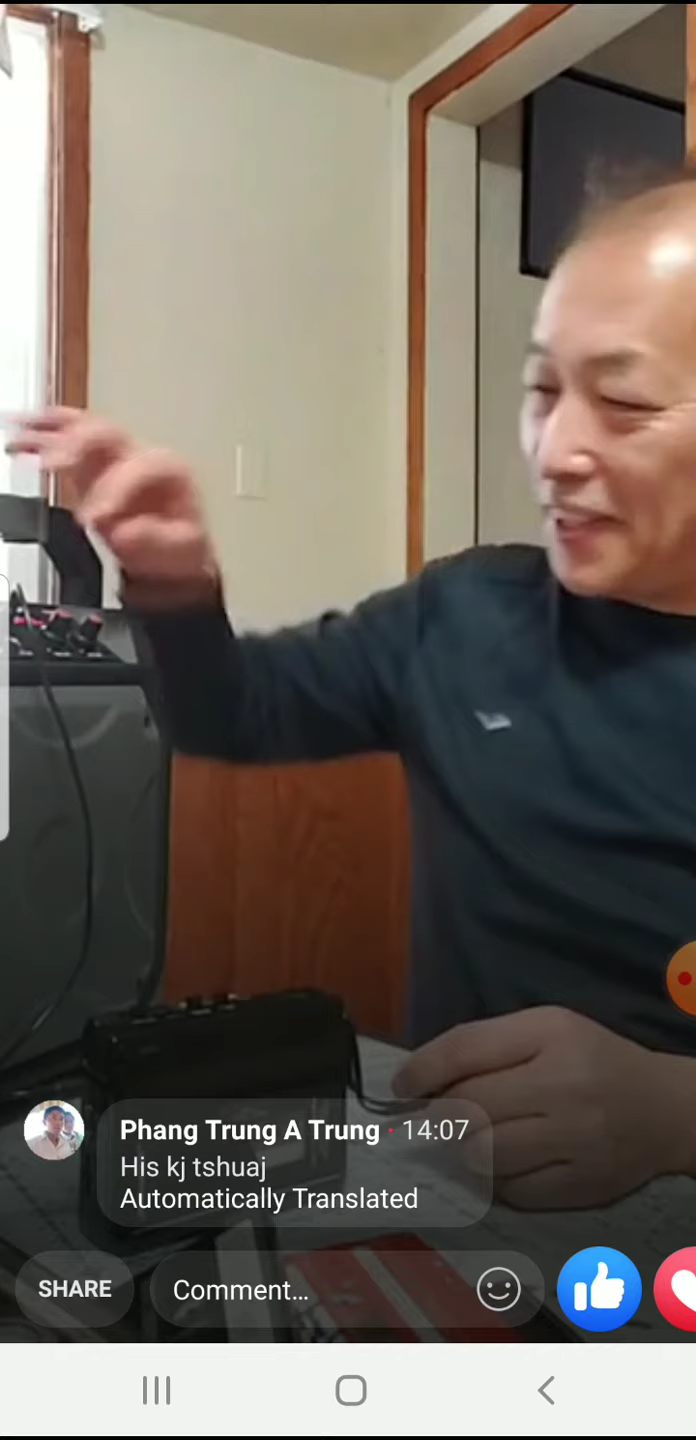 Phang Trung A Trung · 14:07
His kj tshuaj
Automatically Translated
SHARE
Comment...